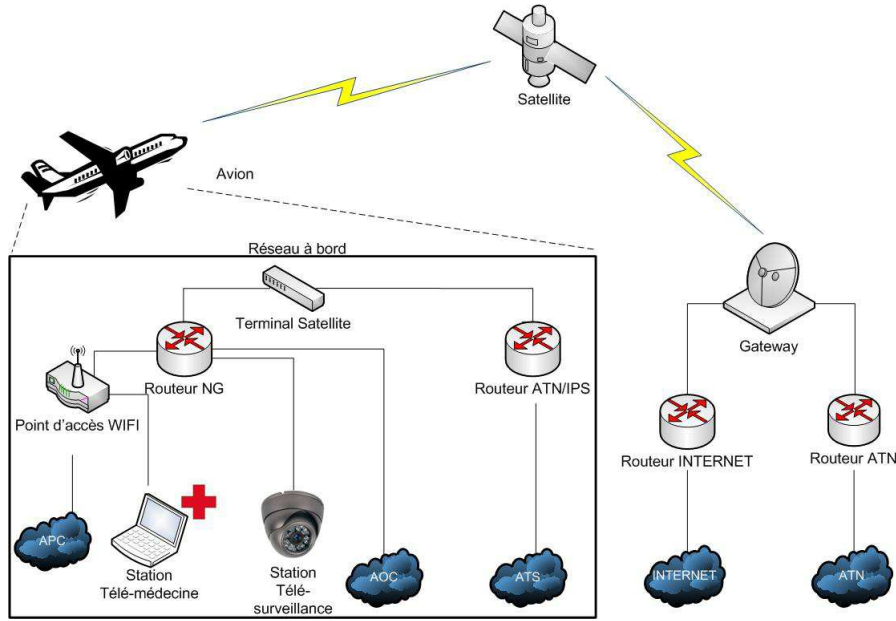 Satellite
Avion
Réseau à bord
Terminal Satellite
Gateway
Routeur NG
Routeur ATN/IPS
Point d'accès WIFI
Routeur INTERNET
Routeur ATN
APC
Station
Télé-médecine
Station
Télé-
surveillance
AOC
ATS
INTERNET
ATN